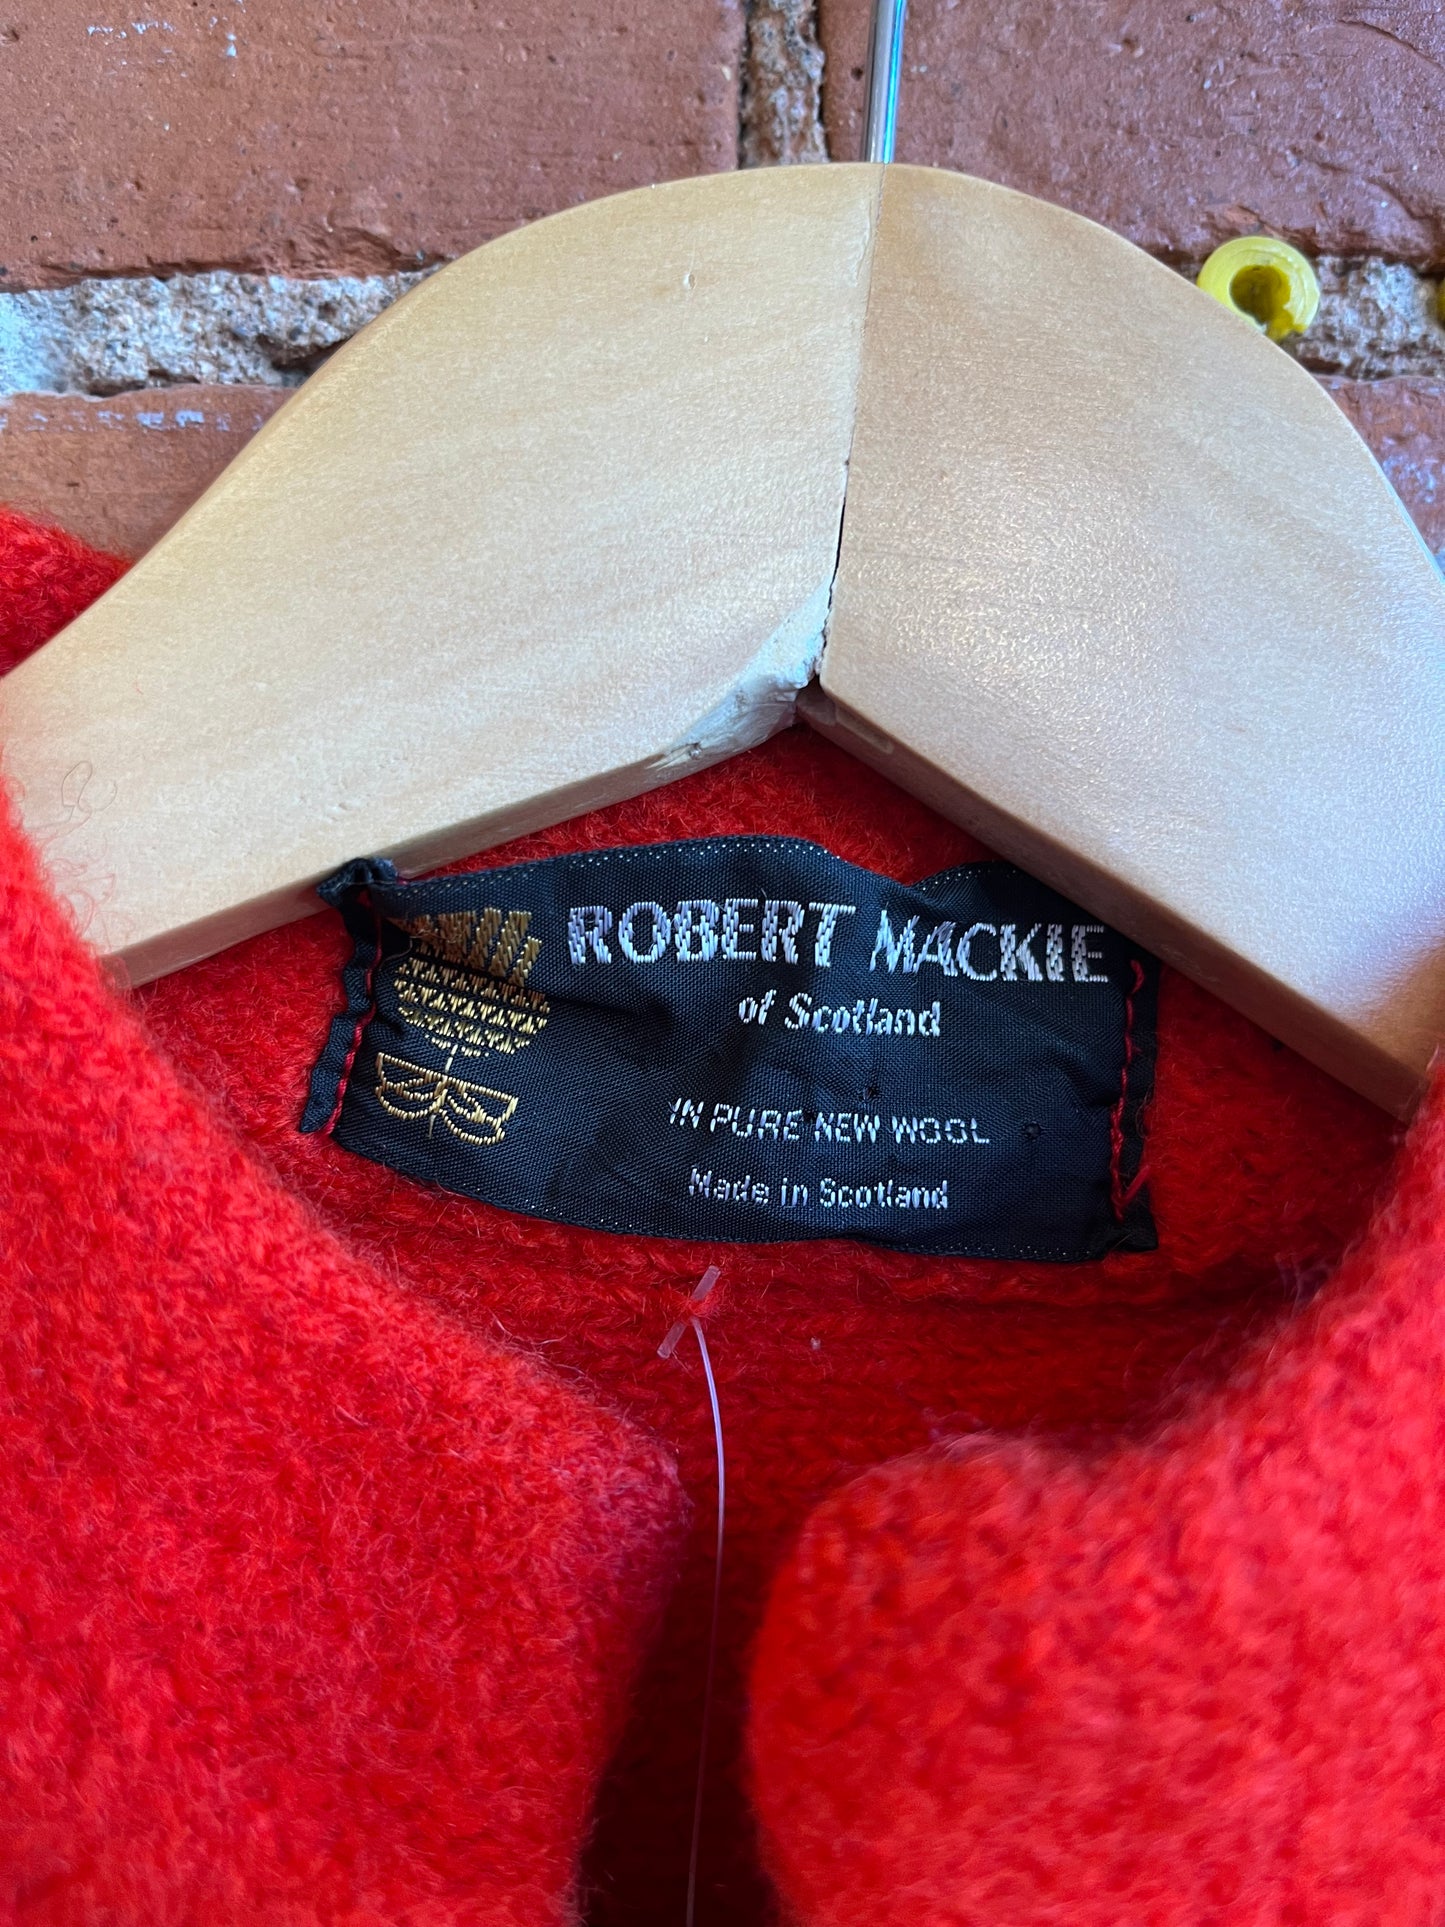 ROBERT MACKIE
of Scotland
IN PURE NEW WOOL
Made in Scotland